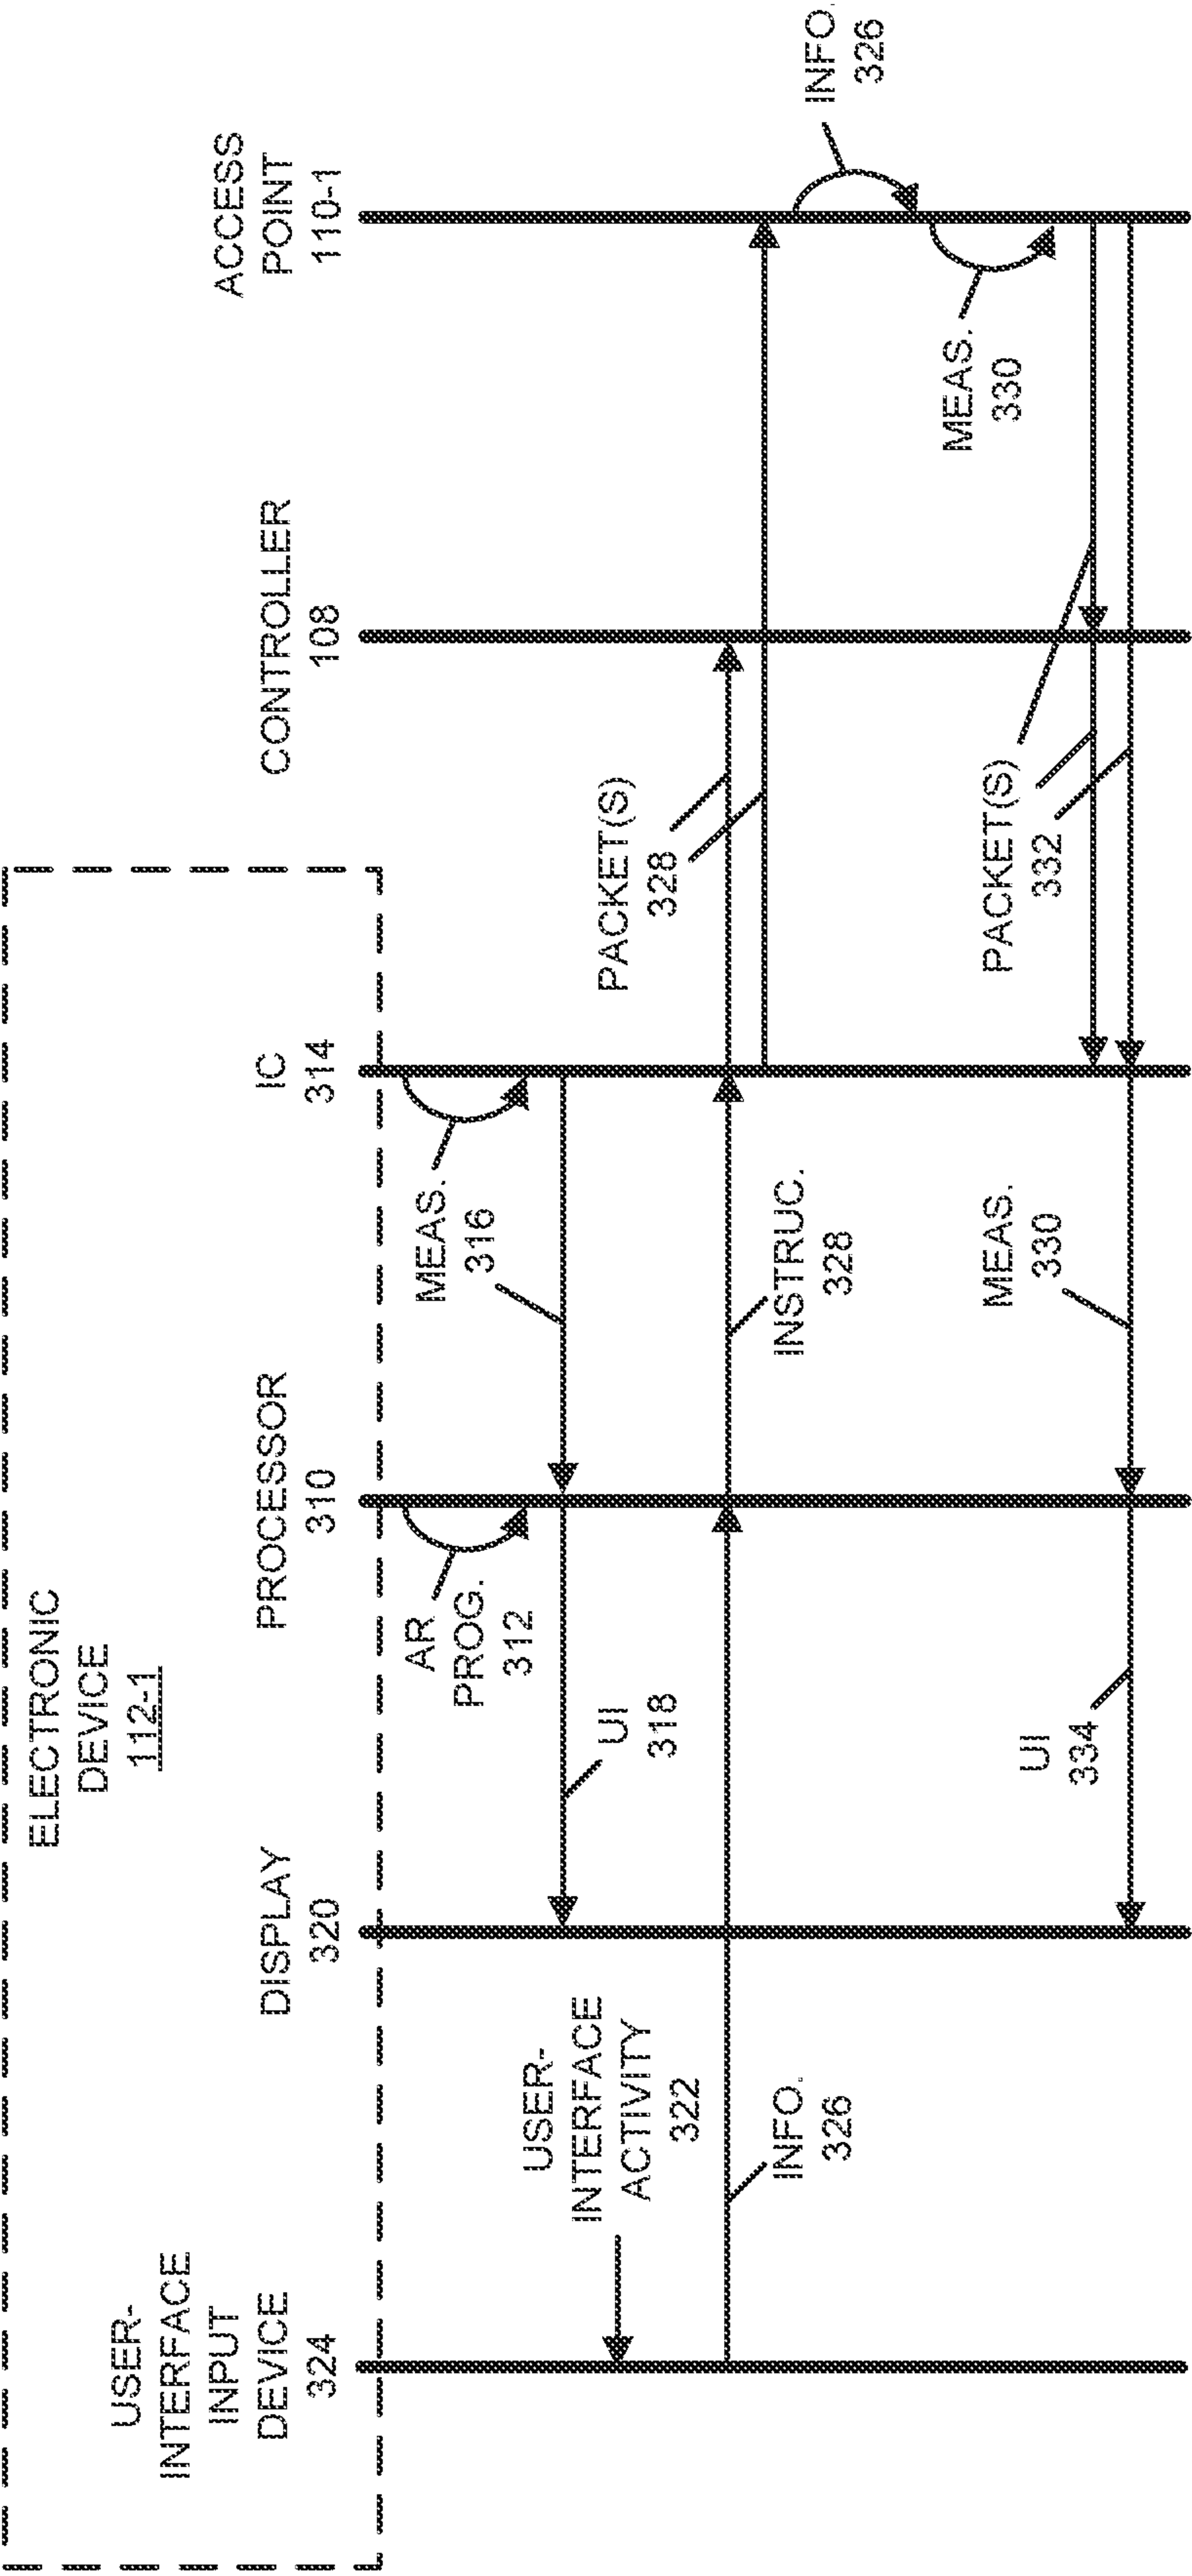 ELECTRONIC
DEVICE
112-1
USER-
INTERFACE
INPUT
DEVICE
324
DISPLAY
320
PROCESSOR
310
IC
314
CONTROLLER
108
ACCESS
POINT
110-1
AR
PROG.
312
MEAS.
316
UI
318
USER-
INTERFACE
ACTIVITY
322
INFO.
326
INSTRUC.
328
PACKET(S)
328
INFO.
326
MEAS.
330
PACKET(S)
332
MEAS.
330
UI
334